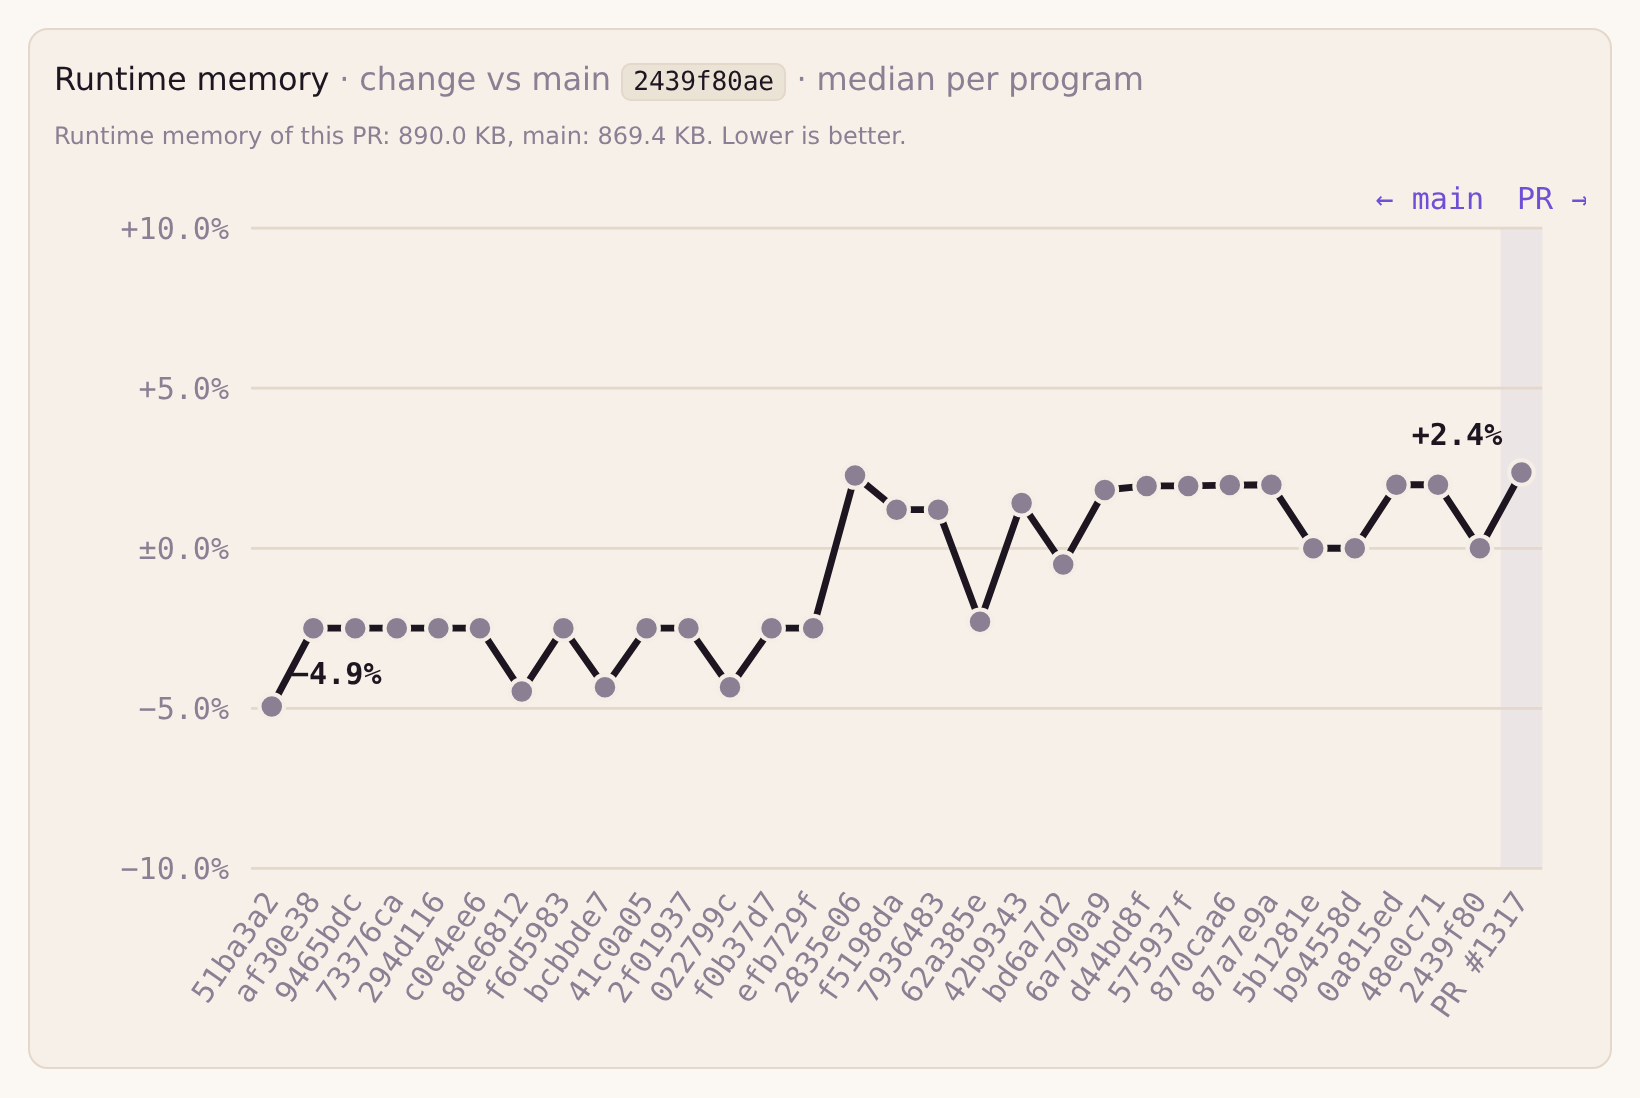 Runtime memory · change vs main 2439f80ae · median per program
Runtime memory of this PR: 890.0 KB, main: 869.4 KB. Lower is better.
← main PR →
+10.0%
+5.0%
+2.4%
±0.0%
−4.9%
−5.0%
−10.0%
51ba3a2
af30e38
9465bdc
73376ca
294d116
c0e4ee6
8de6812
f6d5983
bcbbde7
41c0a05
2f01937
022799c
f0b37d7
efb729f
2835e06
f5198da
7936483
62a385e
42b9343
bd6a7d2
6a790a9
d44bd8f
575937f
870caa6
87a7e9a
5b1281e
b94558d
0a815ed
48e0c71
2439f80
PR #1317